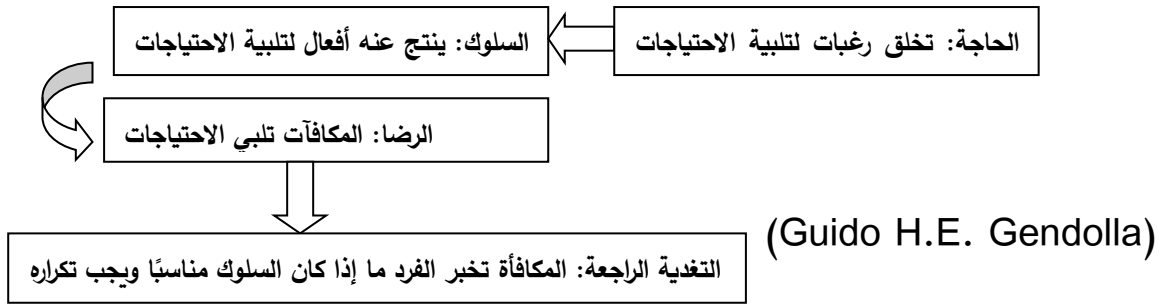 الحاجة: تخلق رغبات لتلبية الاحتياجات
السلوك: ينتج عنه أفعال لتلبية الاحتياجات
الرضا: المكافآت تلبي الاحتياجات
(Guido H.E. Gendolla)
التغدية الراجعة: المكافأة تخبر الفرد ما إذا كان السلوك مناسبًا ويجب تكراره